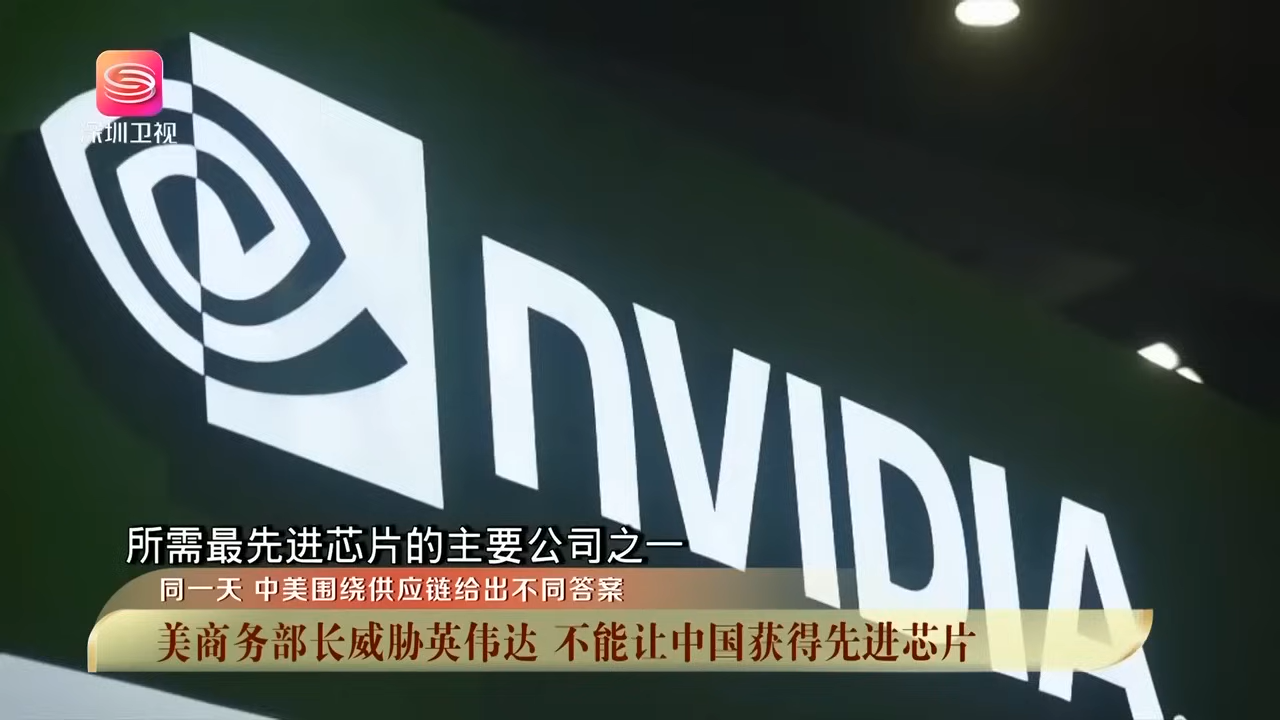 深圳卫视
nVIDIA
所需最先进芯片的主要公司之一
同一天 中美围绕供应链给出不同答案
美商务部长威胁英伟达 不能让中国获得先进芯片